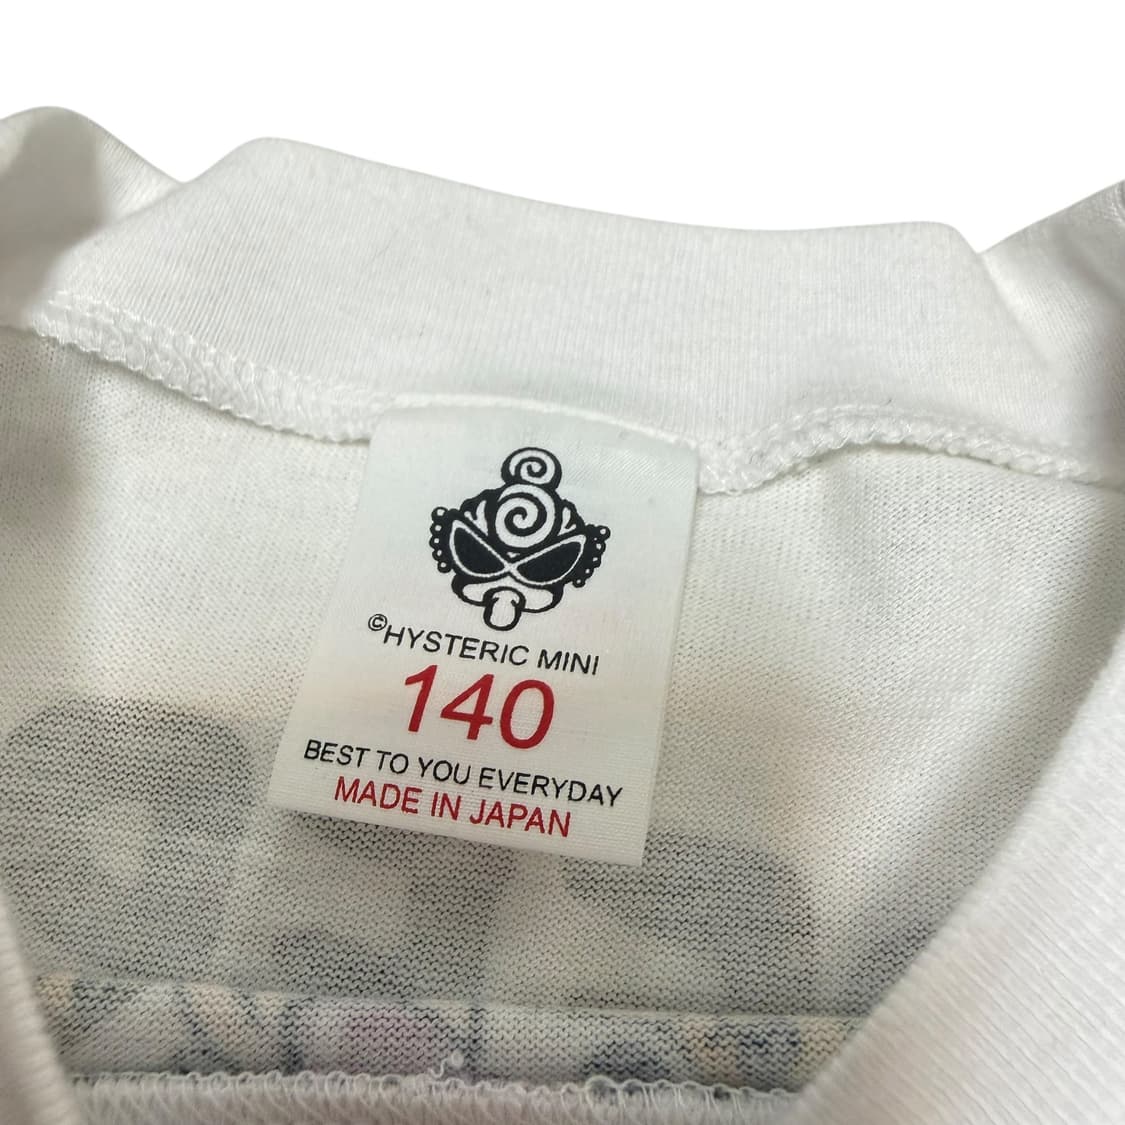 ©HYSTERIC MINI
140
BEST TO YOU EVERYDAY
MADE IN JAPAN